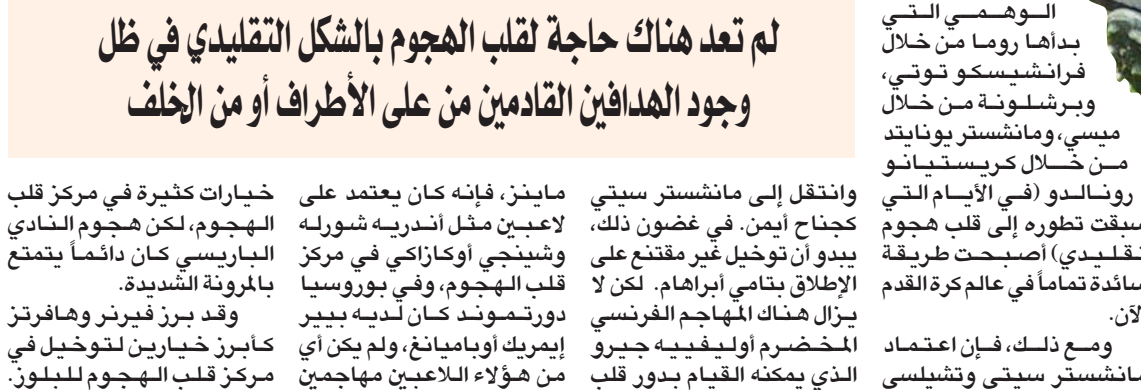 لم تعد هناك حاجة لقلب الهجوم بالشكل التقليدي في ظل
وجود الهدافين القادمين من على الأطراف أو من الخلف
الوهمي التي
بدأها روما من خلال
فرانشيسكو توتي،
وبرشلونة من خلال
ميسي، ومانشستر يونايتد
من خلال كريستيانو
رونالدو (في الأيام التي
سبقت تطوره إلى قلب هجوم
تقليدي) أصبحت طريقة
سائدة تماماً في عالم كرة القدم
الآن.
ومع ذلك، فإن اعتماد
مانشستر سيتي وتشيلسي
وانتقل إلى مانشستر سيتي
كجناح أيمن. في غضون ذلك،
يبدو أن توخيل غير مقتنع على
الإطلاق بتامي أبراهام. لكن لا
يزال هناك المهاجم الفرنسي
المخضرم أوليفييه جيرو
الذي يمكنه القيام بدور قلب
ماينز، فإنه كان يعتمد على
لاعبين مثل أندريه شورله
وشينجي أوكازاكي في مركز
قلب الهجوم، وفي بوروسيا
دورتموند كان لديه بيير
إيمريك أوباميانغ، ولم يكن أي
من هؤلاء اللاعبين مهاجمين
خيارات كثيرة في مركز قلب
الهجوم، لكن هجوم النادي
الباريسي كان دائماً يتمتع
بالمرونة الشديدة.
وقد برز فيرنر وهافرتز
كأبرز خيارين لتوخيل في
مركز قلب الهجوم للبلوز.